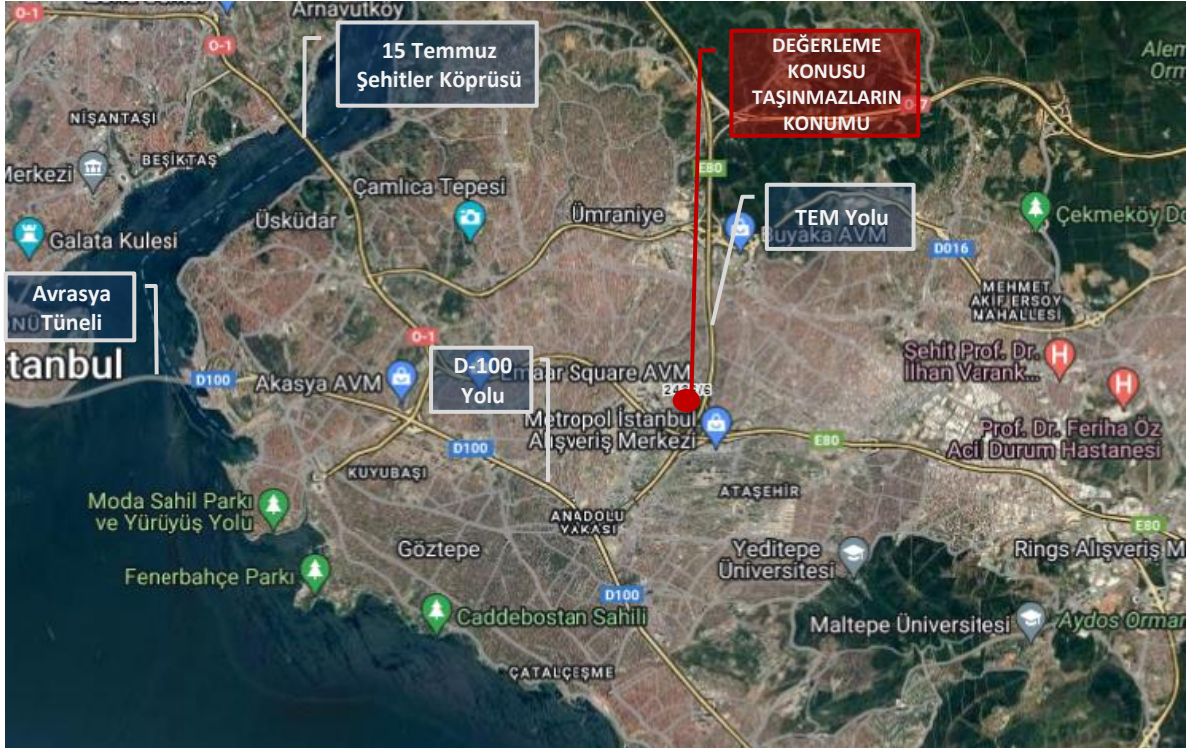 Arnavutköy
O-1
O-1
15 Temmuz
Şehitler Köprüsü
DEĞERLEME
KONUSU
TAŞINMAZLARIN
KONUMU
Alem
Orm
O-7
NİŞANTAŞI
BEŞİKTAŞ
Merkezi
E80
Çamlıca Tepesi
Üsküdar
Ümraniye
TEM Yolu
Buyaka AVM
Çekmeköy Do
Galata Kulesi
D016
MEHMET
AKİF ERSOY
MAHALLESİ
Avrasya
Tüneli
NÜ
tanbul
O-1
D-100
Yolu
Emaar Square AVM
Şehit Prof. Dr.
İlhan Varank...
D100
Akasya AVM
Metropol İstanbul
Alışveriş Merkezi
E80
Prof. Dr. Feriha Öz
Acil Durum Hastanesi
D100
KUYUBAŞI
ATAŞEHİR
Moda Sahil Parkı
ve Yürüyüş Yolu
ANADOLU
YAKASI
E80
Göztepe
Yeditepe
Üniversitesi
Rings Alışveriş M
Fenerbahçe Parkı
D100
Caddebostan Sahili
Maltepe Üniversitesi
Aydos Orman
ÇATALÇEŞME